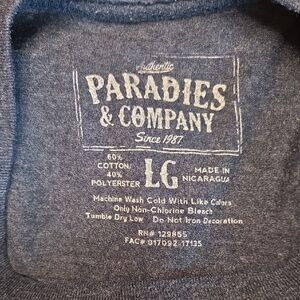 Authentic
PARADIES
& COMPANY
Since 1987
60%
COTTON/
40%
POLYERSTER
LG
MADE IN
NICARAGUA
Machine Wash Cold With Like Colors
Only Non-Chlorine Bleach
Tumble Dry Low Do Not Iron Decoration
RN# 129855
FAC# 017092-17135